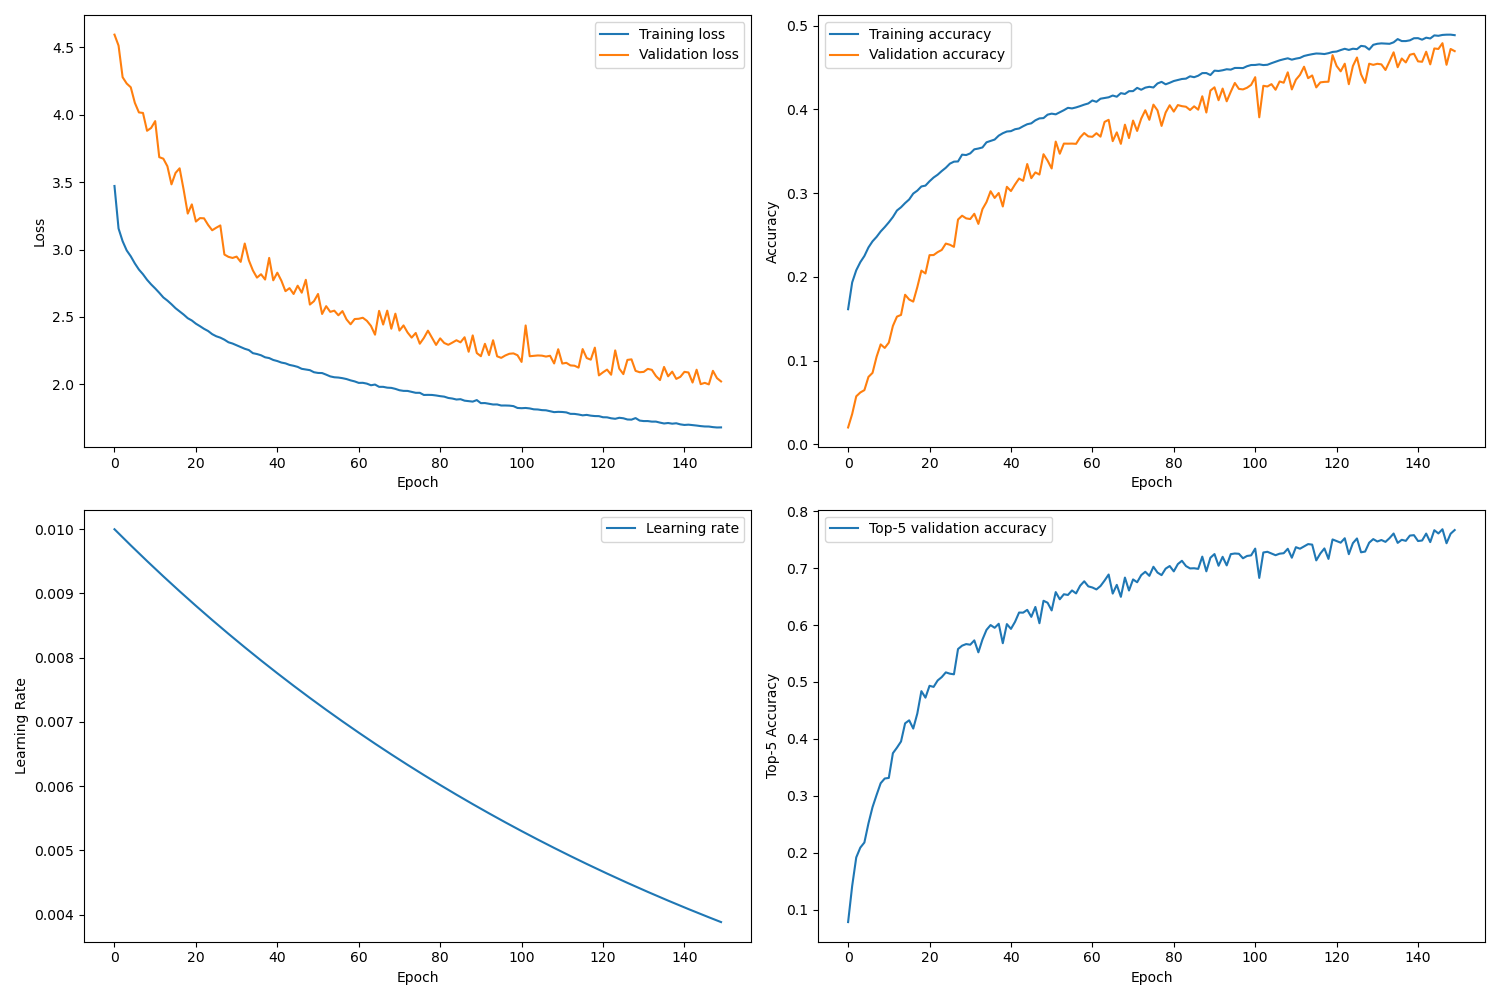 Training loss
Validation loss
4.5
4.0
3.5
3.0
2.5
2.0
Loss
0 20 40 60 80 100 120 140
Epoch
Training accuracy
Validation accuracy
0.5
0.4
0.3
0.2
0.1
0.0
Accuracy
0 20 40 60 80 100 120 140
Epoch
Learning rate
0.010
0.009
0.008
0.007
0.006
0.005
0.004
Learning Rate
0 20 40 60 80 100 120 140
Epoch
Top-5 validation accuracy
0.8
0.7
0.6
0.5
0.4
0.3
0.2
0.1
Top-5 Accuracy
0 20 40 60 80 100 120 140
Epoch